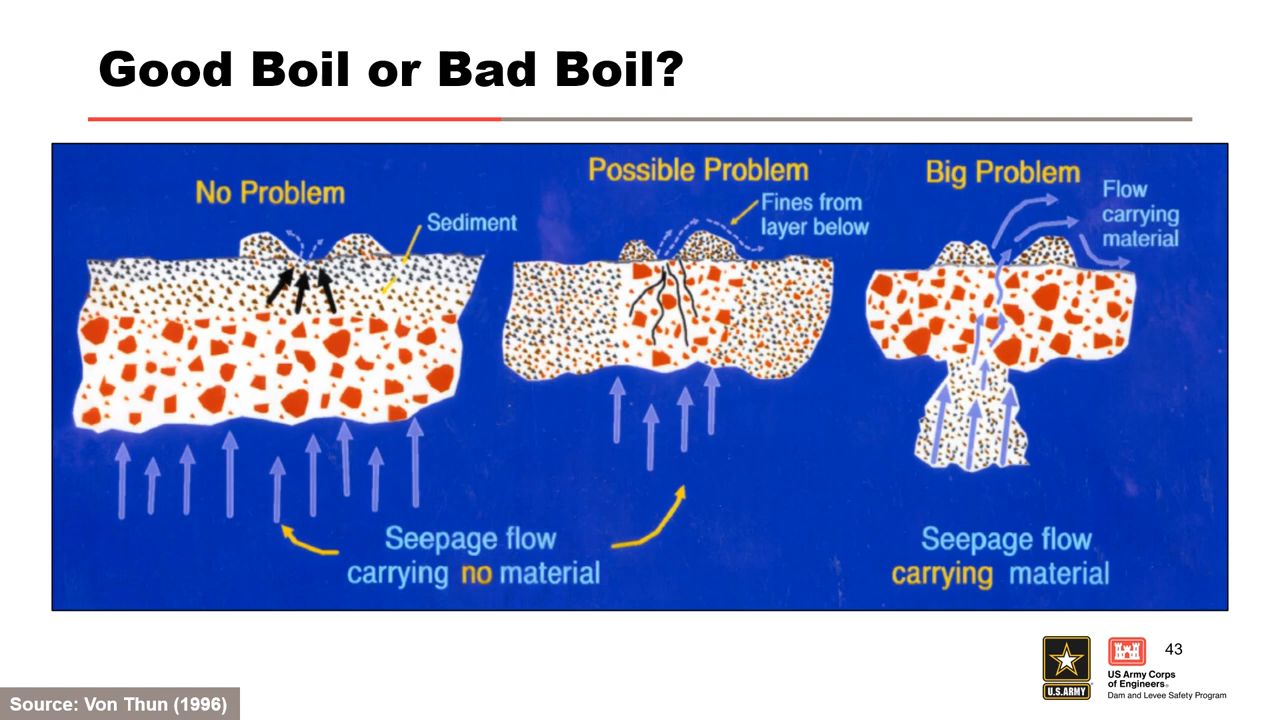 Good Boil or Bad Boil?
No Problem
Sediment
Possible Problem
Fines from
layer below
Big Problem
Flow
carrying
material
Seepage flow
carrying no material
Seepage flow
carrying material
U.S. ARMY
US Army Corps
of Engineers®
Dam and Levee Safety Program
43
Source: Von Thun (1996)